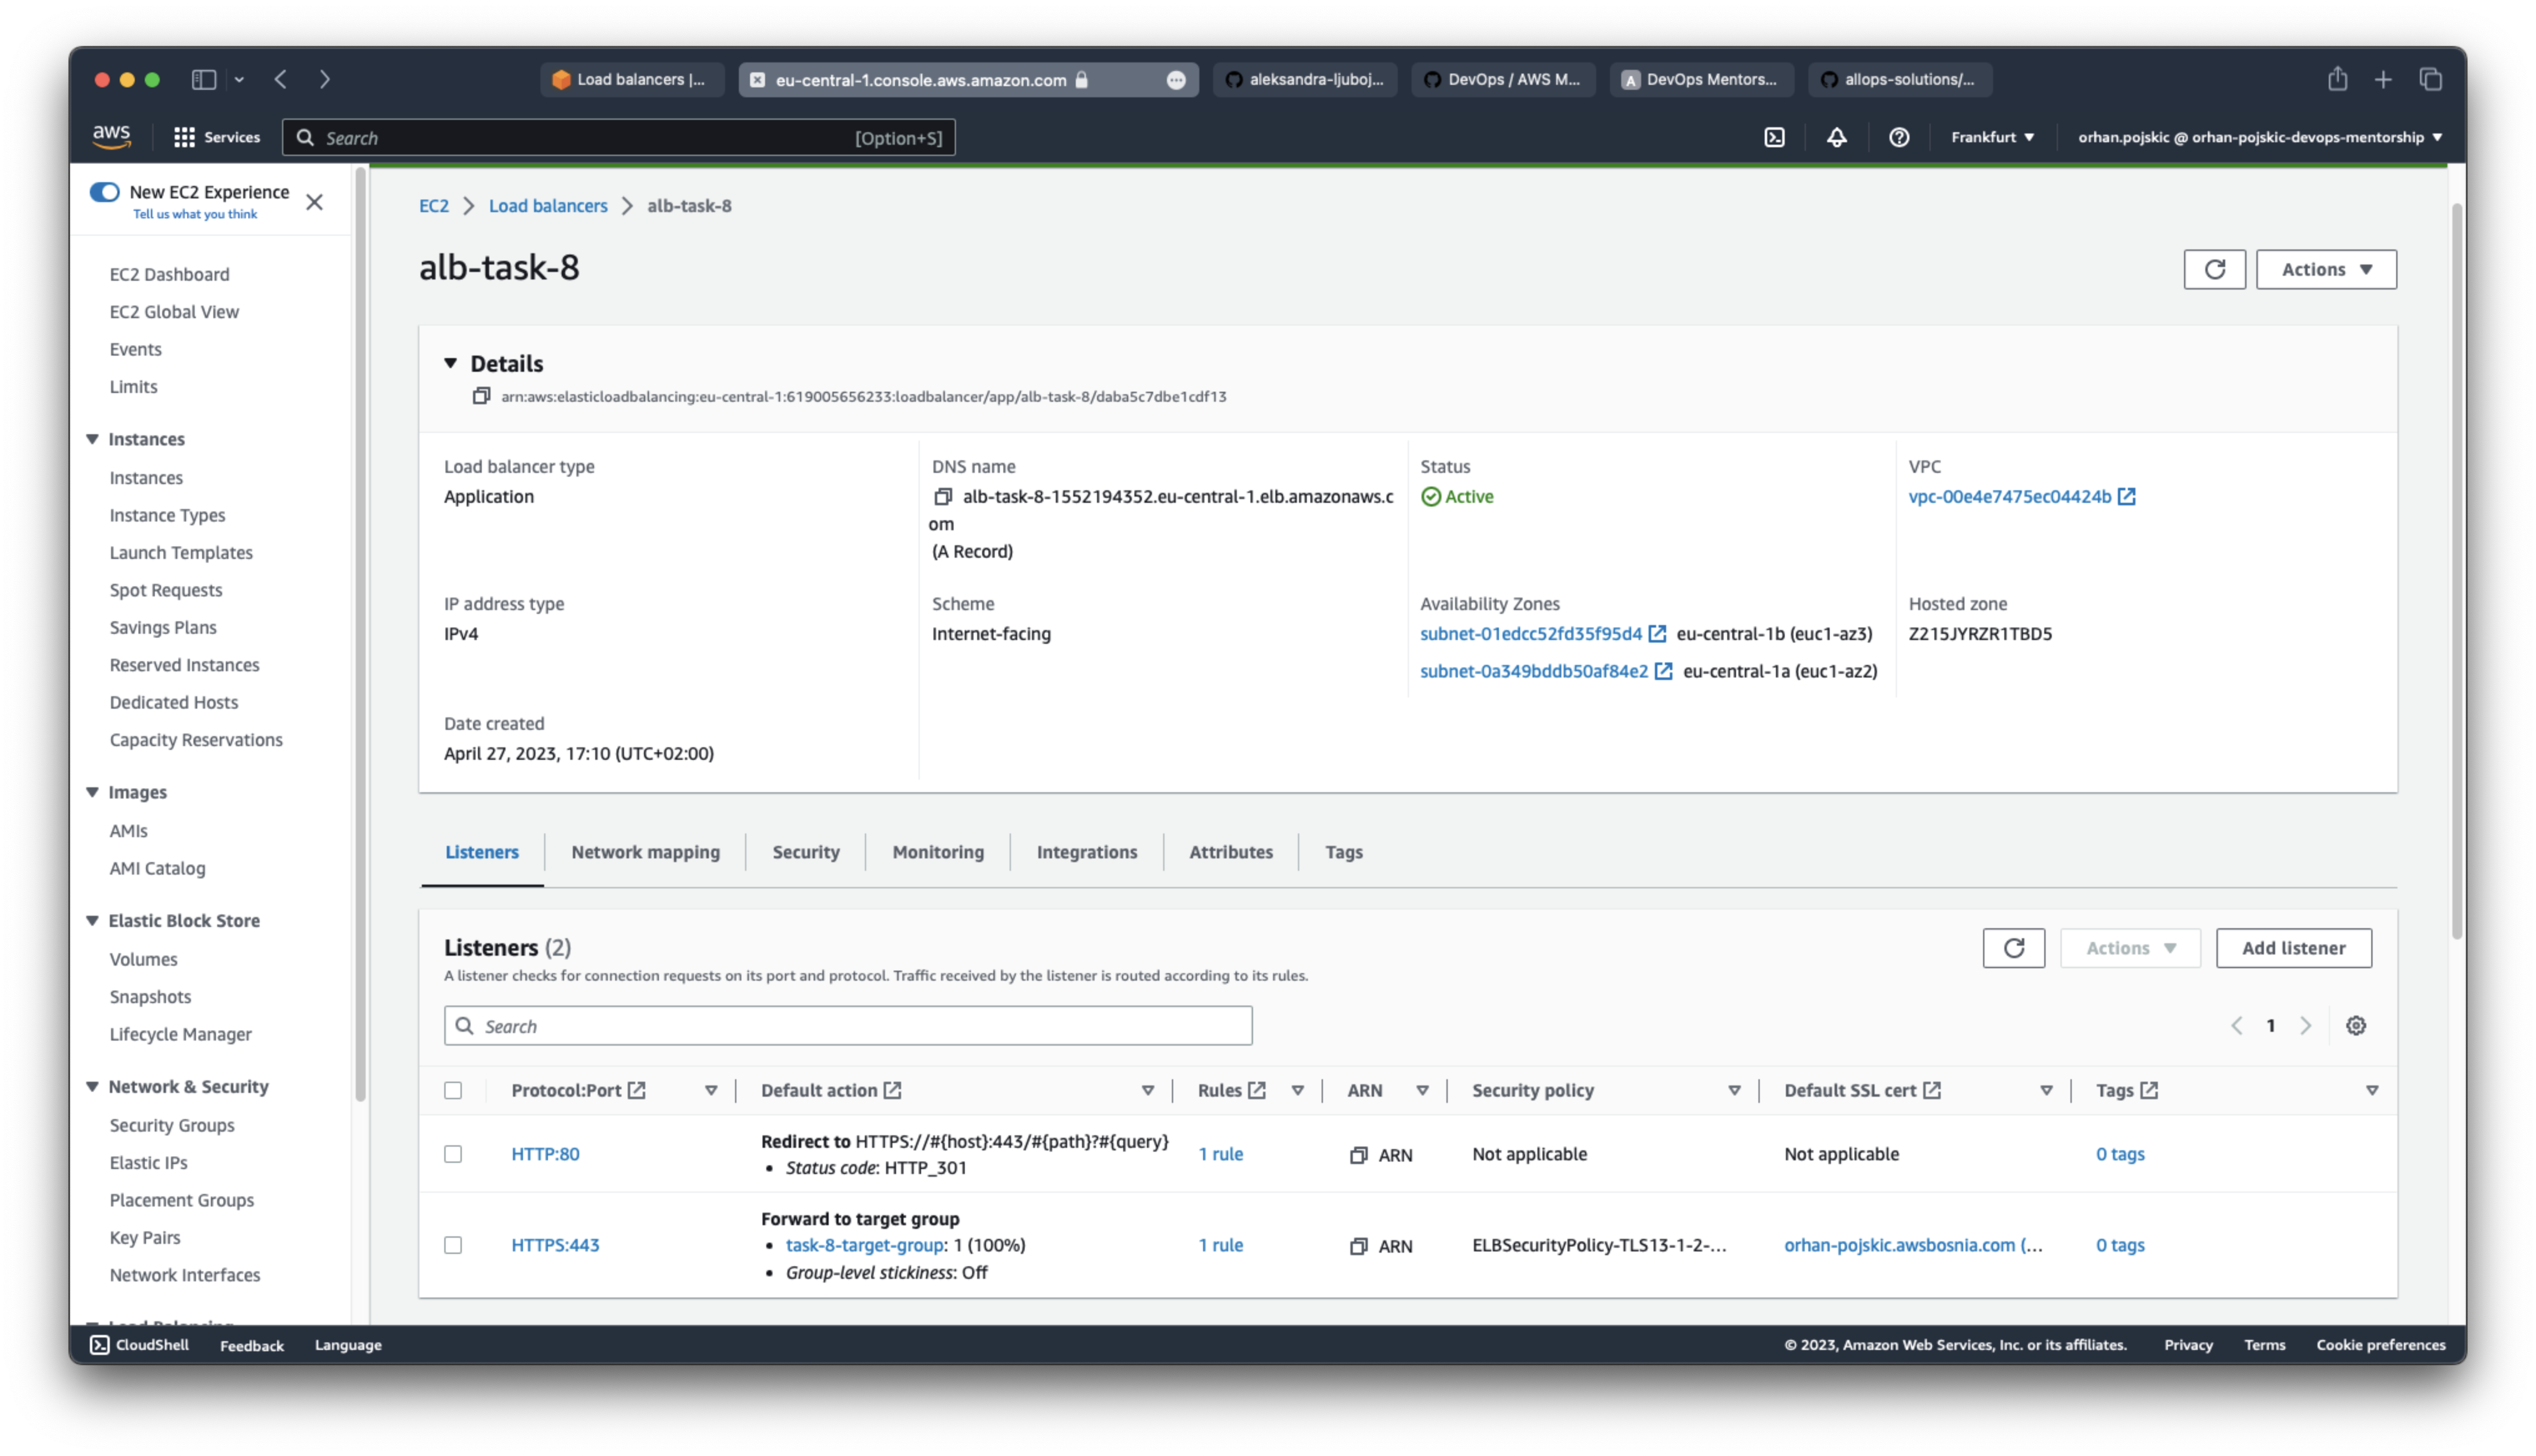 Load balancers |...
eu-central-1.console.aws.amazon.com
aleksandra-ljuboj...
DevOps / AWS M...
A DevOps Mentors...
allops-solutions/...
aws
Services
Search
[Option+S]
Frankfurt
orhan.pojskic @ orhan-pojskic-devops-mentorship
New EC2 Experience
Tell us what you think
EC2 Dashboard
EC2 Global View
Events
Limits
Instances
Instances
Instance Types
Launch Templates
Spot Requests
Savings Plans
Reserved Instances
Dedicated Hosts
Capacity Reservations
Images
AMIs
AMI Catalog
Elastic Block Store
Volumes
Snapshots
Lifecycle Manager
Network & Security
Security Groups
Elastic IPs
Placement Groups
Key Pairs
Network Interfaces
Load Balancing
EC2 > Load balancers > alb-task-8
alb-task-8
Actions
Details
arn:aws:elasticloadbalancing:eu-central-1:619005656233:loadbalancer/app/alb-task-8/daba5c7dbe1cdf13
Load balancer type
Application
DNS name
alb-task-8-1552194352.eu-central-1.elb.amazonaws.c
om
(A Record)
Status
Active
VPC
vpc-00e4e7475ec04424b
IP address type
IPv4
Scheme
Internet-facing
Availability Zones
subnet-01edcc52fd35f95d4 eu-central-1b (euc1-az3)
subnet-0a349bddb50af84e2 eu-central-1a (euc1-az2)
Hosted zone
Z215JYRZR1TBD5
Date created
April 27, 2023, 17:10 (UTC+02:00)
Listeners
Network mapping
Security
Monitoring
Integrations
Attributes
Tags
Listeners (2)
A listener checks for connection requests on its port and protocol. Traffic received by the listener is routed according to its rules.
Actions
Add listener
Search
1
Protocol:Port
Default action
Rules
ARN
Security policy
Default SSL cert
Tags
HTTP:80
Redirect to HTTPS://#{host}:443/#{path}?#{query}
• Status code: HTTP_301
1 rule
ARN
Not applicable
Not applicable
0 tags
HTTPS:443
Forward to target group
• task-8-target-group: 1 (100%)
• Group-level stickiness: Off
1 rule
ARN
ELBSecurityPolicy-TLS13-1-2-...
orhan-pojskic.awsbosnia.com (...
0 tags
CloudShell
Feedback
Language
© 2023, Amazon Web Services, Inc. or its affiliates.
Privacy
Terms
Cookie preferences